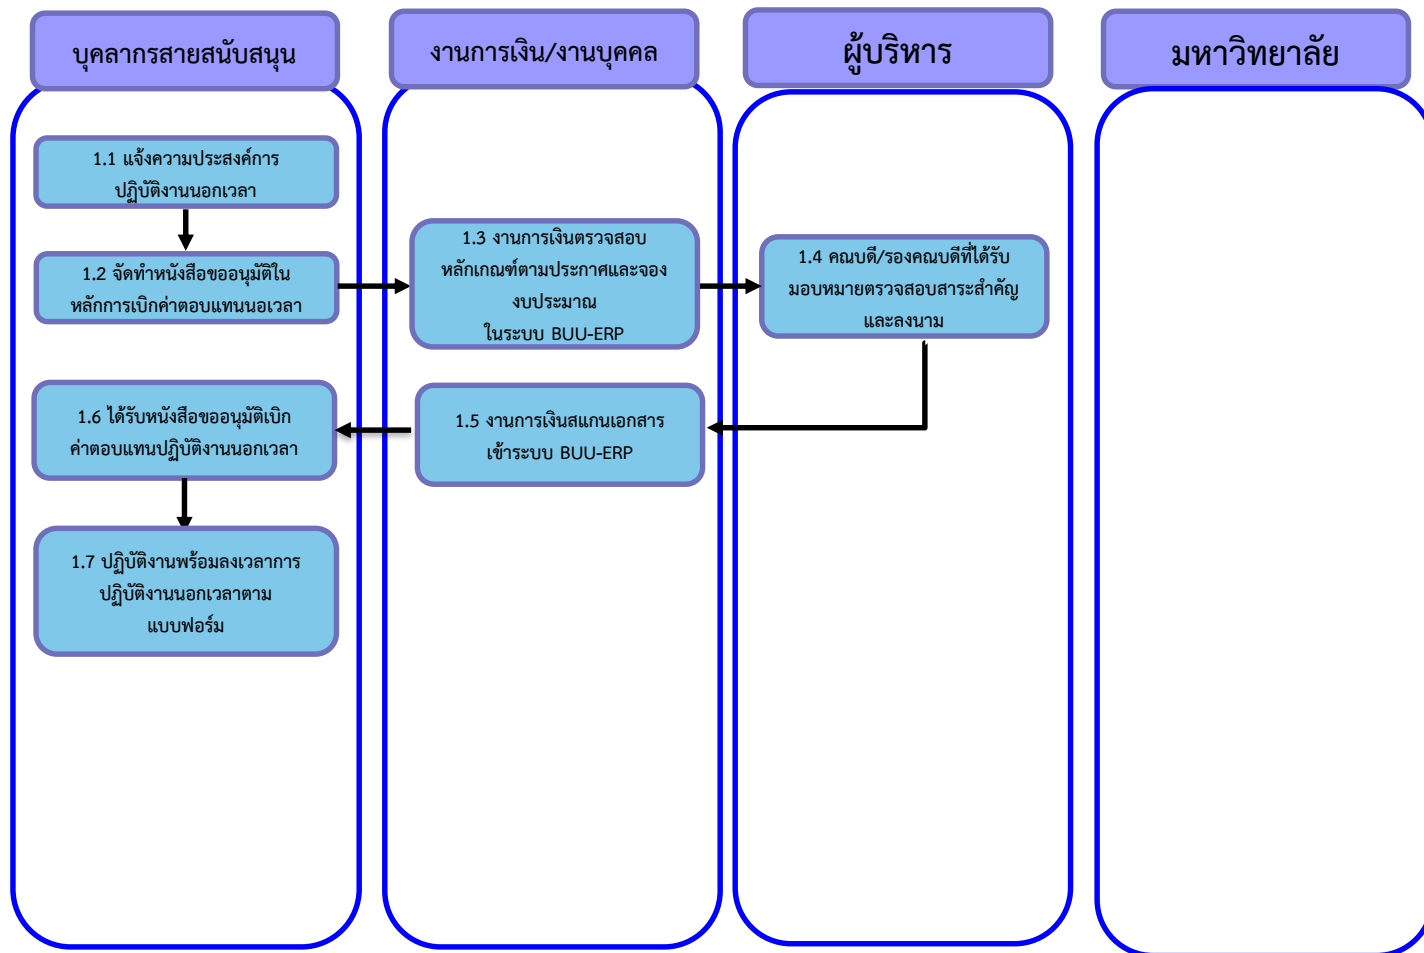 บุคลากรสายสนับสนุน
งานการเงิน/งานบุคคล
ผู้บริหาร
มหาวิทยาลัย
1.1 แจ้งความประสงค์การ
ปฏิบัติงานนอกเวลา
1.2 จัดทำหนังสือขออนุมัติใน
หลักการเบิกค่าตอบแทนนอเวลา
1.3 งานการเงินตรวจสอบ
หลักเกณฑ์ตามประกาศและจอง
งบประมาณ
ในระบบ BUU-ERP
1.4 คณบดี/รองคณบดีที่ได้รับ
มอบหมายตรวจสอบสาระสำคัญ
และลงนาม
1.5 งานการเงินสแกนเอกสาร
เข้าระบบ BUU-ERP
1.6 ได้รับหนังสือขออนุมัติเบิก
ค่าตอบแทนปฏิบัติงานนอกเวลา
1.7 ปฏิบัติงานพร้อมลงเวลาการ
ปฏิบัติงานนอกเวลาตาม
แบบฟอร์ม